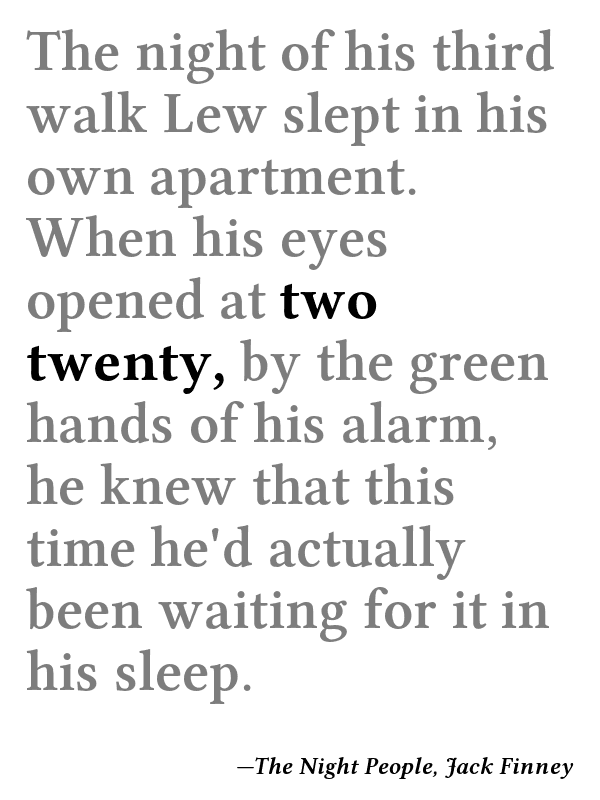 The night of his third
walk Lew slept in his
own apartment.
When his eyes
opened at two
twenty, by the green
hands of his alarm,
he knew that this
time he'd actually
been waiting for it in
his sleep.
—The Night People, Jack Finney